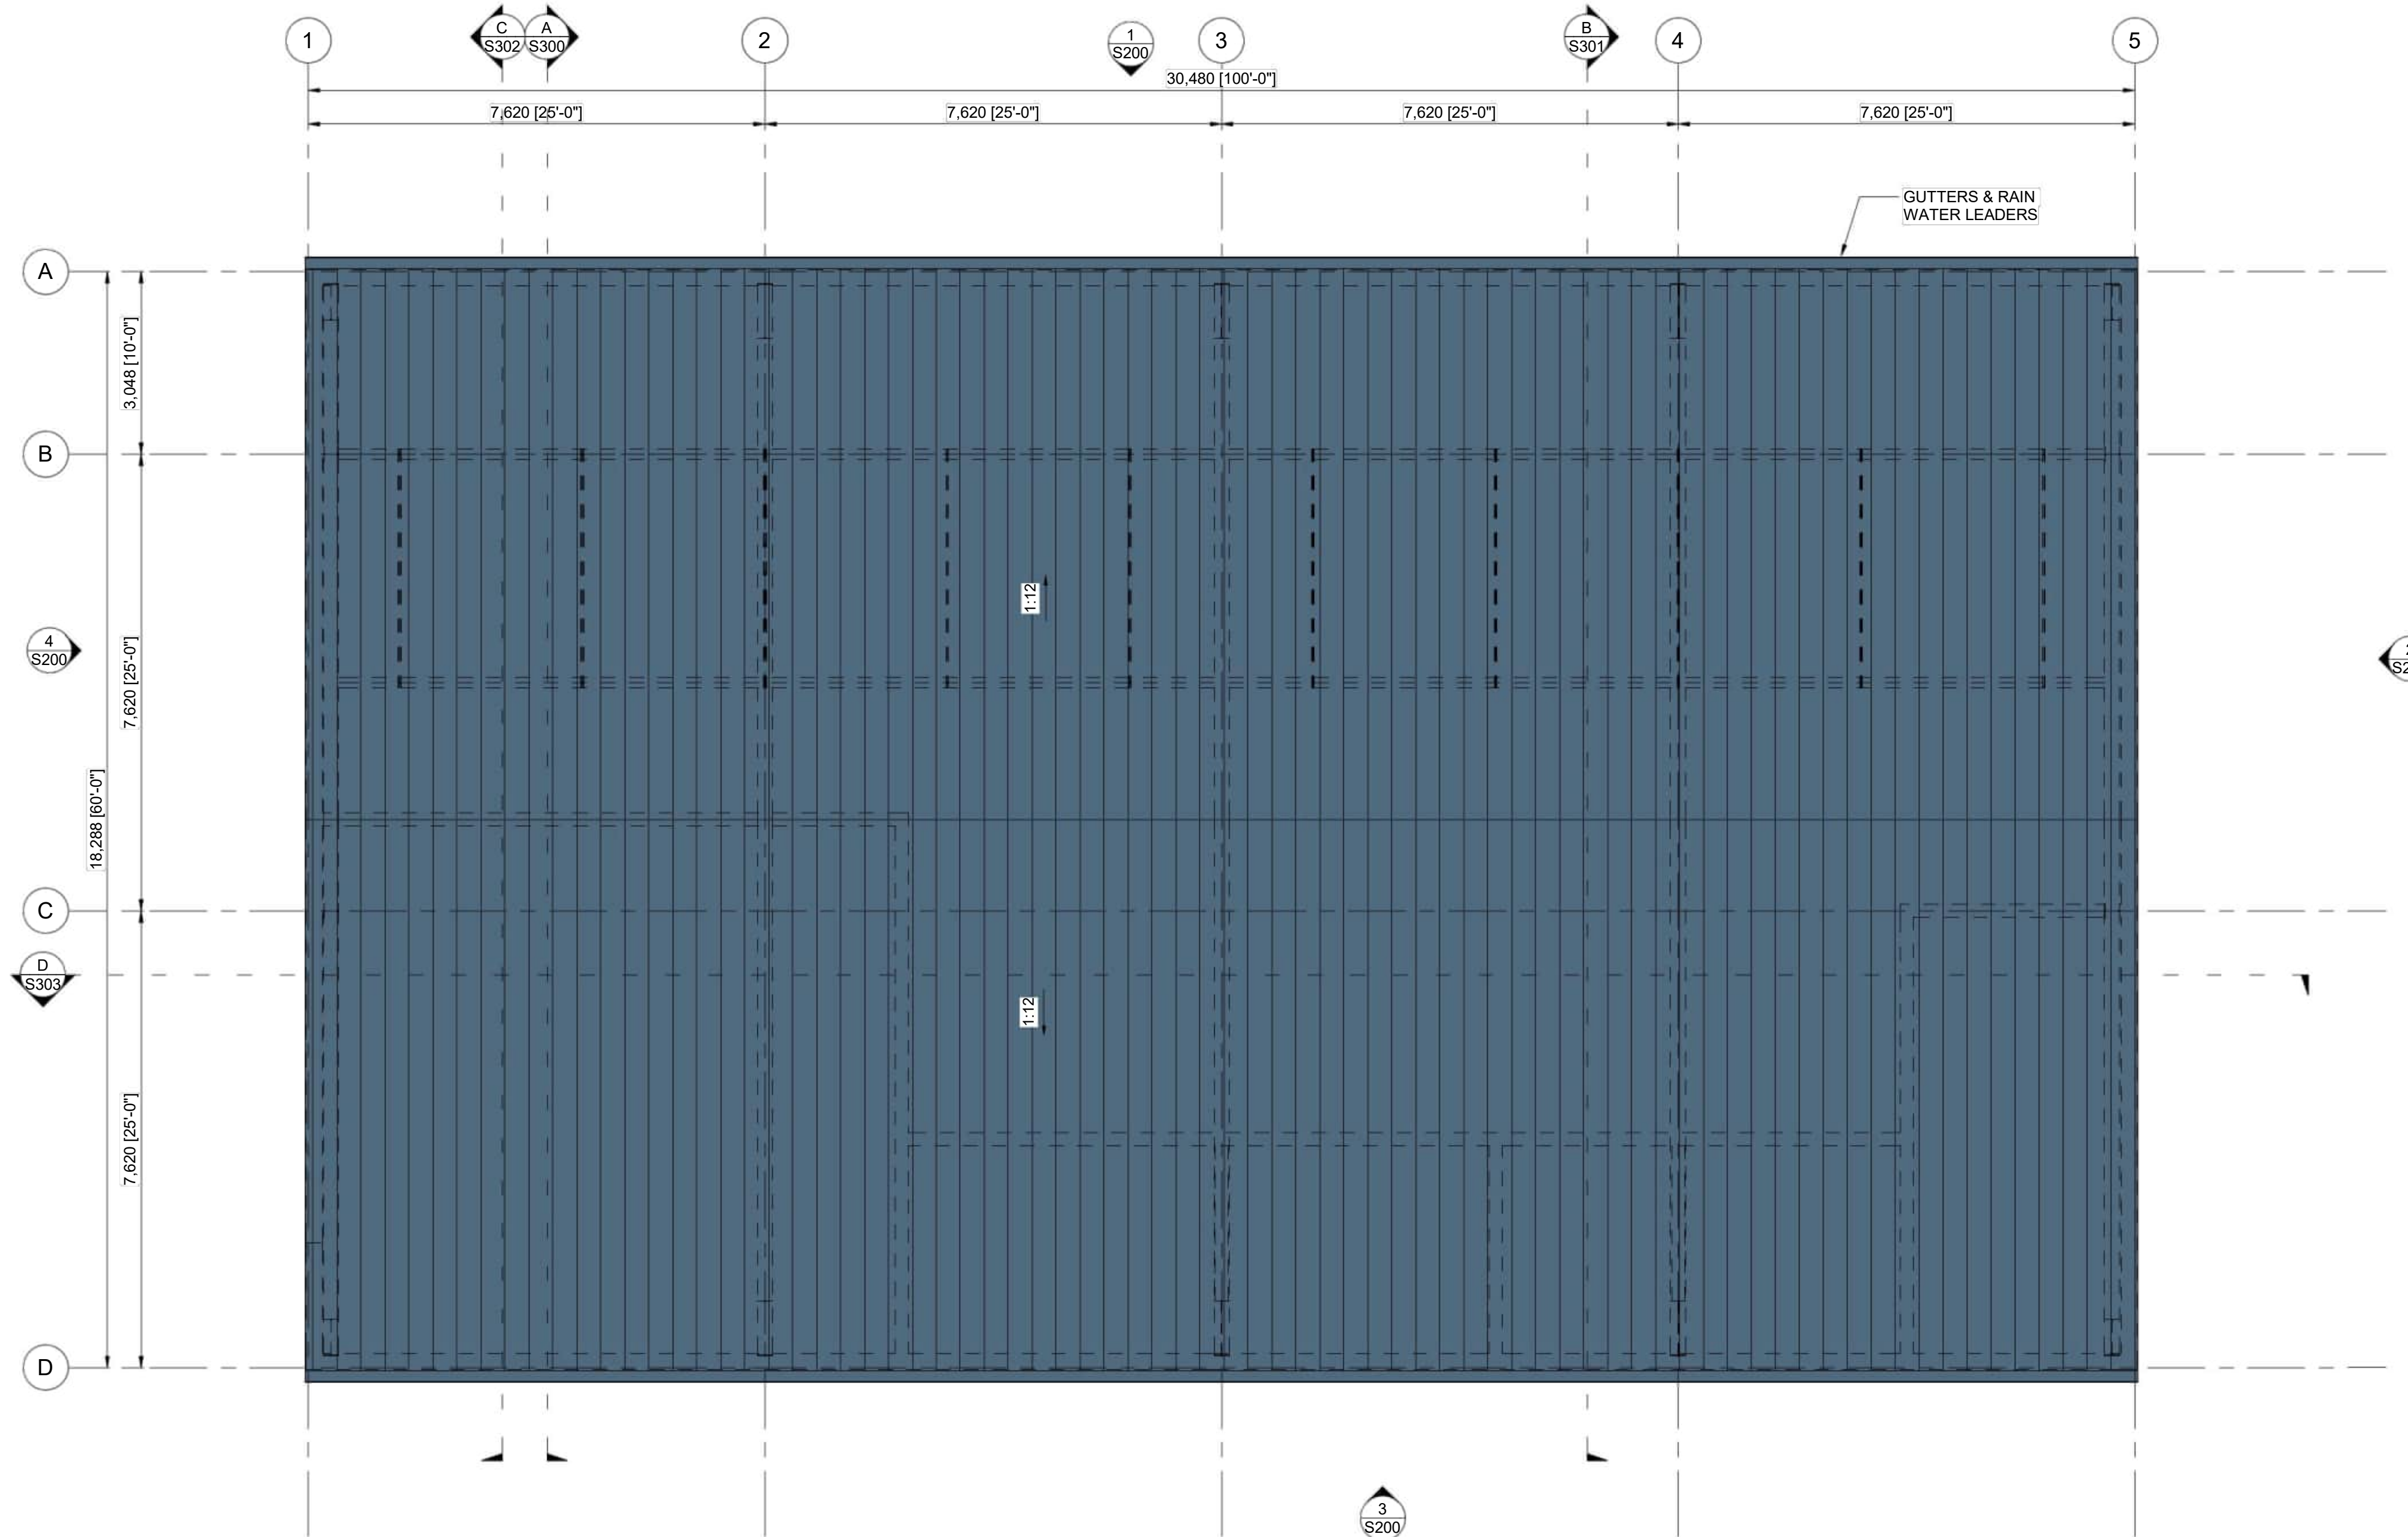 1
C
S302
A
S300
2
1
S200
3
B
S301
4
5
30,480 [100'-0"]
7,620 [25'-0"]
7,620 [25'-0"]
7,620 [25'-0"]
7,620 [25'-0"]
GUTTERS & RAIN
WATER LEADERS
A
3,048 [10'-0"]
B
1:12
4
S200
7,620 [25'-0"]
18,288 [60'-0"]
C
D
S303
1:12
7,620 [25'-0"]
D
3
S200